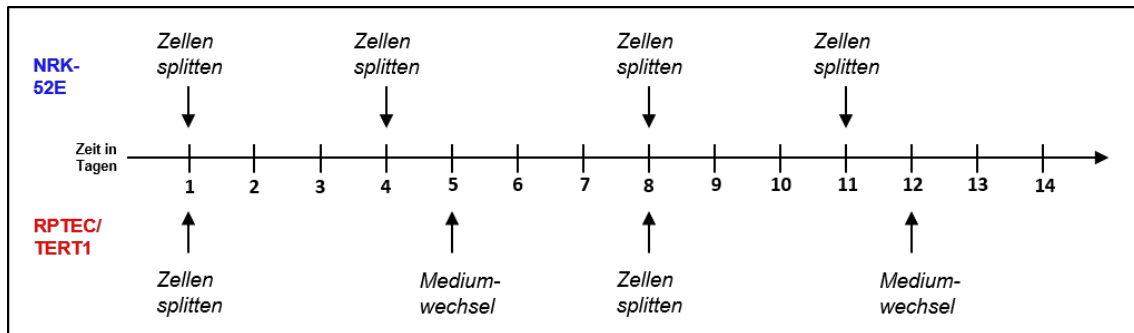 Zellen
splitten
Zellen
splitten
Zellen
splitten
Zellen
splitten
NRK-
52E
Zeit in
Tagen
1 2 3 4 5 6 7 8 9 10 11 12 13 14
RPTEC/
TERT1
Zellen
splitten
Medium-
wechsel
Zellen
splitten
Medium-
wechsel